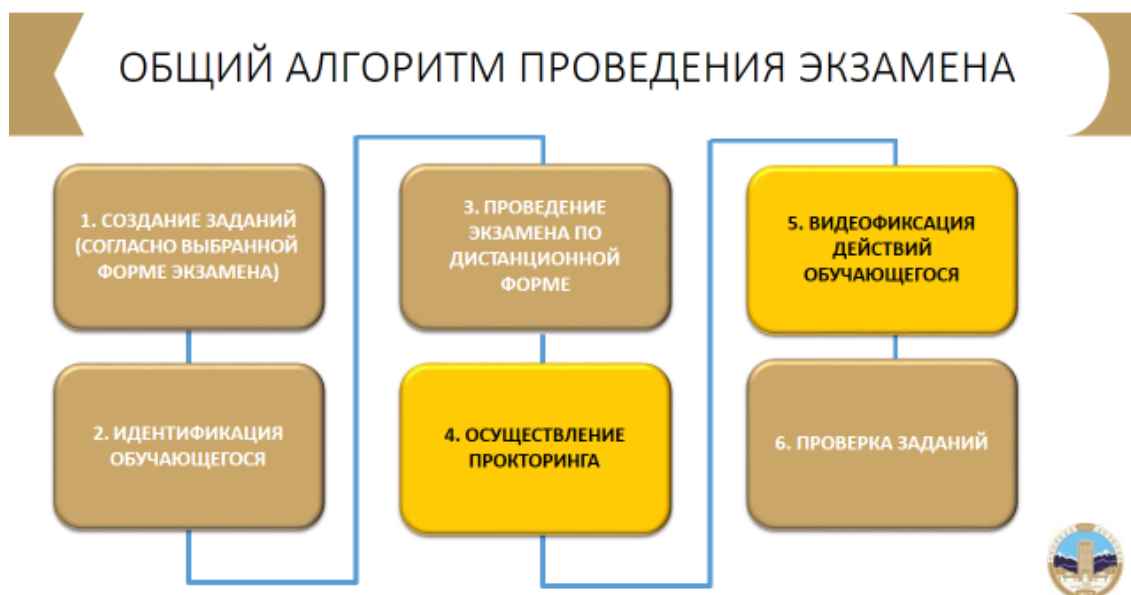 ОБЩИЙ АЛГОРИТМ ПРОВЕДЕНИЯ ЭКЗАМЕНА
1. СОЗДАНИЕ ЗАДАНИЙ
(СОГЛАСНО ВЫБРАННОЙ
ФОРМЕ ЭКЗАМЕНА)
2. ИДЕНТИФИКАЦИЯ
ОБУЧАЮЩЕГОСЯ
3. ПРОВЕДЕНИЕ
ЭКЗАМЕНА ПО
ДИСТАНЦИОННОЙ
ФОРМЕ
4. ОСУЩЕСТВЛЕНИЕ
ПРОКТОРИНГА
5. ВИДЕОФИКСАЦИЯ
ДЕЙСТВИЙ
ОБУЧАЮЩЕГОСЯ
6. ПРОВЕРКА ЗАДАНИЙ